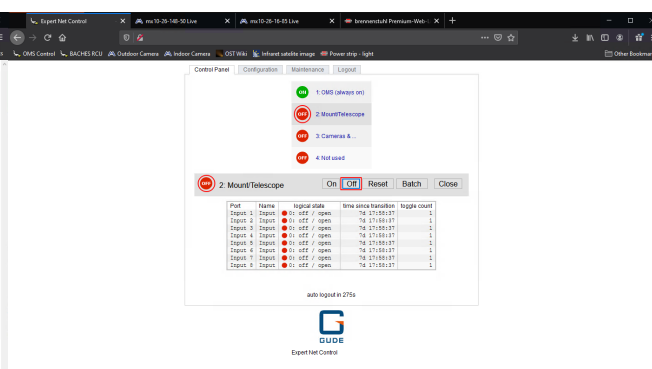 Expert Net Control
mx10-26-148-50 Live
mx10-26-16-85 Live
brennenstuhl Premium-Web-
OMS Control
BACHES RCU
Outdoor Camera
Indoor Camera
OST Wiki
Infraret satelite image
Power strip - light
Other Bookmar
Control Panel Configuration Maintenance Logout
ON 1: OMS (always on)
OFF 2: Mount/Telescope
OFF 3: Cameras & ...
OFF 4: Not used
OFF 2: Mount/Telescope On Off Reset Batch Close
Port Name logical state time since transition toggle count
Input 1 Input 0: off / open 7d 17:58:37 1
Input 2 Input 0: off / open 7d 17:58:37 1
Input 3 Input 0: off / open 7d 17:58:37 1
Input 4 Input 0: off / open 7d 17:58:37 1
Input 5 Input 0: off / open 7d 17:58:37 1
Input 6 Input 0: off / open 7d 17:58:37 1
Input 7 Input 0: off / open 7d 17:58:37 1
Input 8 Input 0: off / open 7d 17:58:37 1
auto logout in 275s
GUDE
Expert Net Control